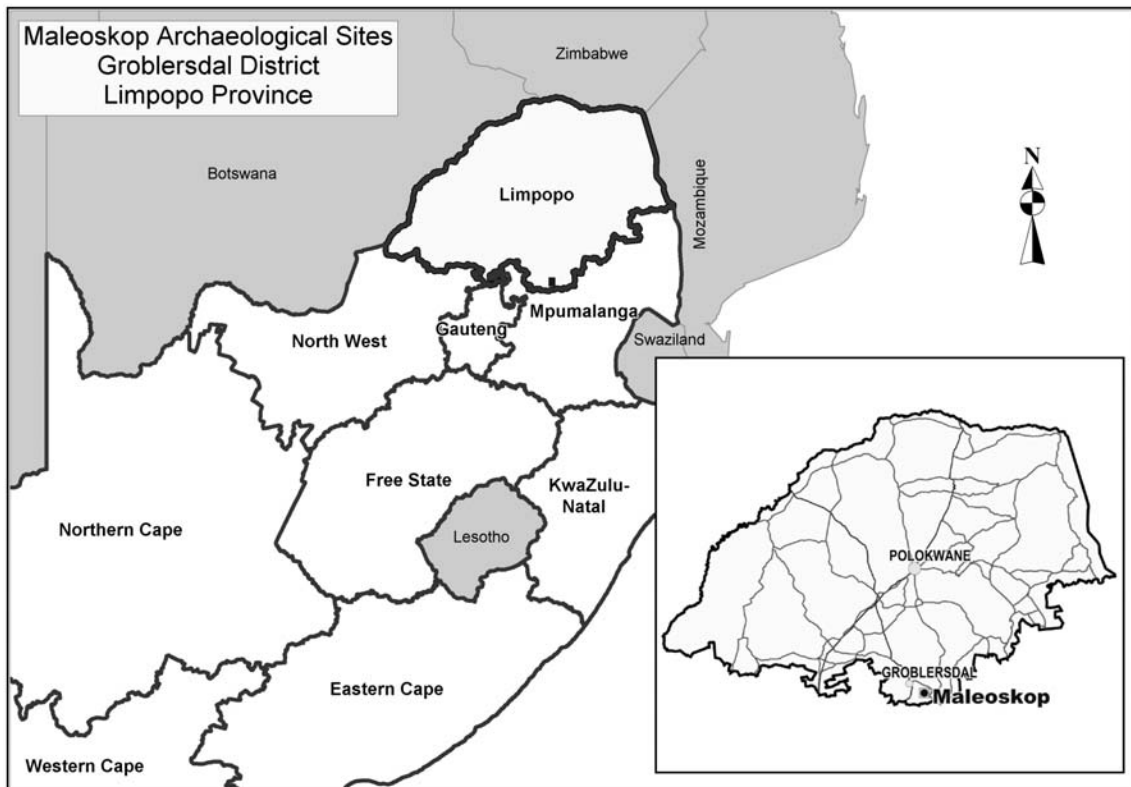 Maleoskop Archaeological Sites
Groblersdal District
Limpopo Province
Zimbabwe
Botswana
Mozambique
N
Limpopo
Mpumalanga
Gauteng
North West
Swaziland
Free State
KwaZulu-
Natal
Northern Cape
Lesotho
Eastern Cape
Western Cape
POLOKWANE
GROBLERSDAL
Maleoskop